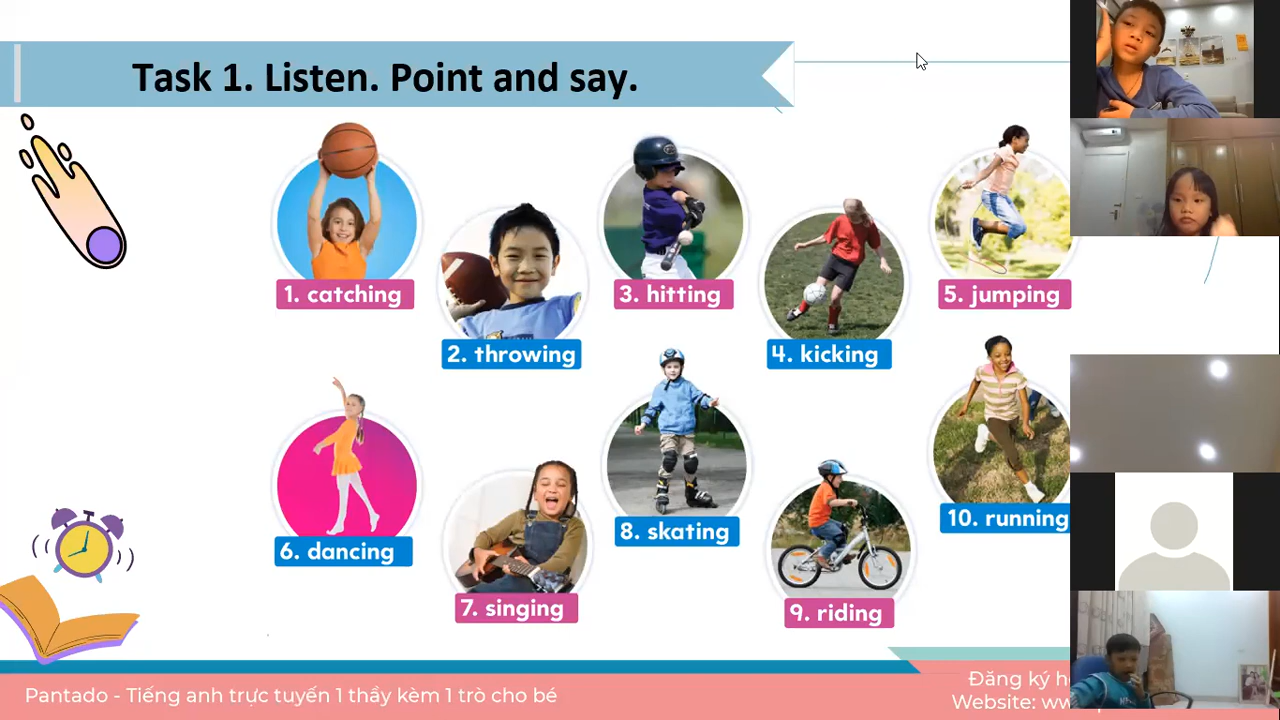 Task 1. Listen. Point and say.
1. catching
2. throwing
3. hitting
4. kicking
5. jumping
6. dancing
7. singing
8. skating
9. riding
10. running
Pantado - Tiếng anh trực tuyến 1 thầy kèm 1 trò cho bé
Đăng ký
Website: